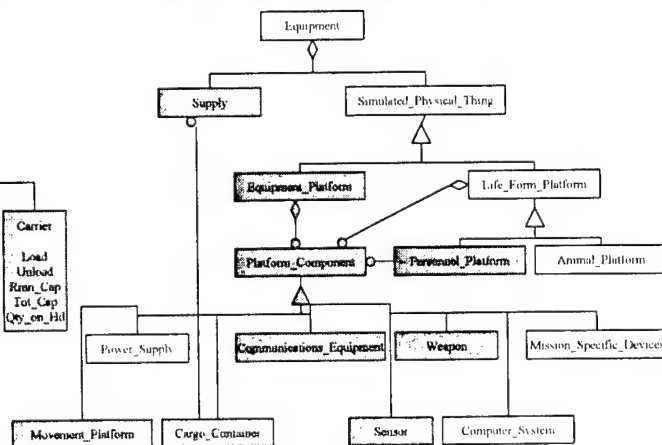 Equipment
Supply
Simulated_Physical_Thing
Equipment_Platform
Life_Form_Platform
Carrier
Load
Unload
Rmn_Cap
Tot_Cap
Qty_on_Hd
Platform_Component
Personnel_Platform
Animal_Platform
Power_Supply
Communications_Equipment
Weapon
Mission_Specific_Devices
Movement_Platform
Cargo_Container
Sensor
Computer_System